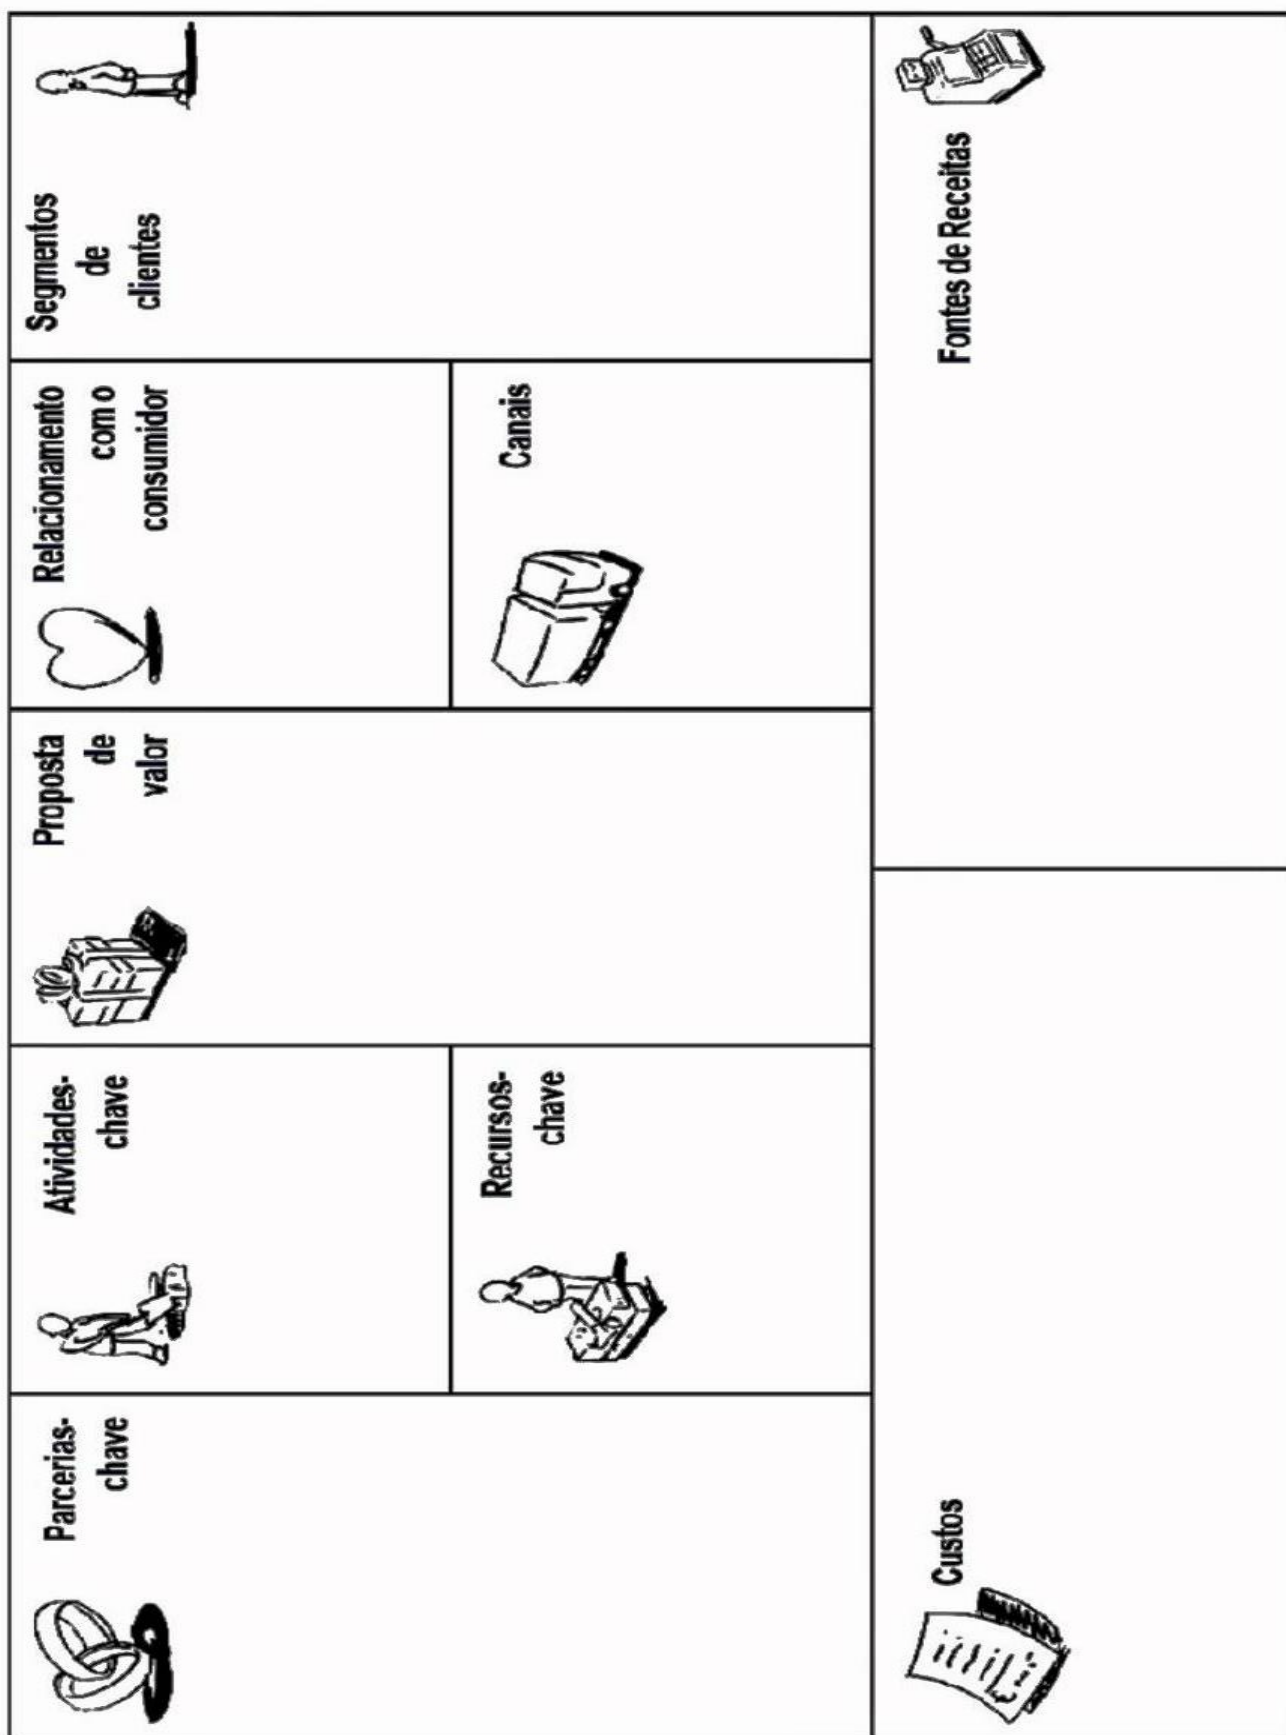 Parcerias-
chave
Atividades-
chave
Recursos-
chave
Proposta
de
valor
Relacionamento
com o
consumidor
Canais
Segmentos
de
clientes
Custos
Fontes de Receitas